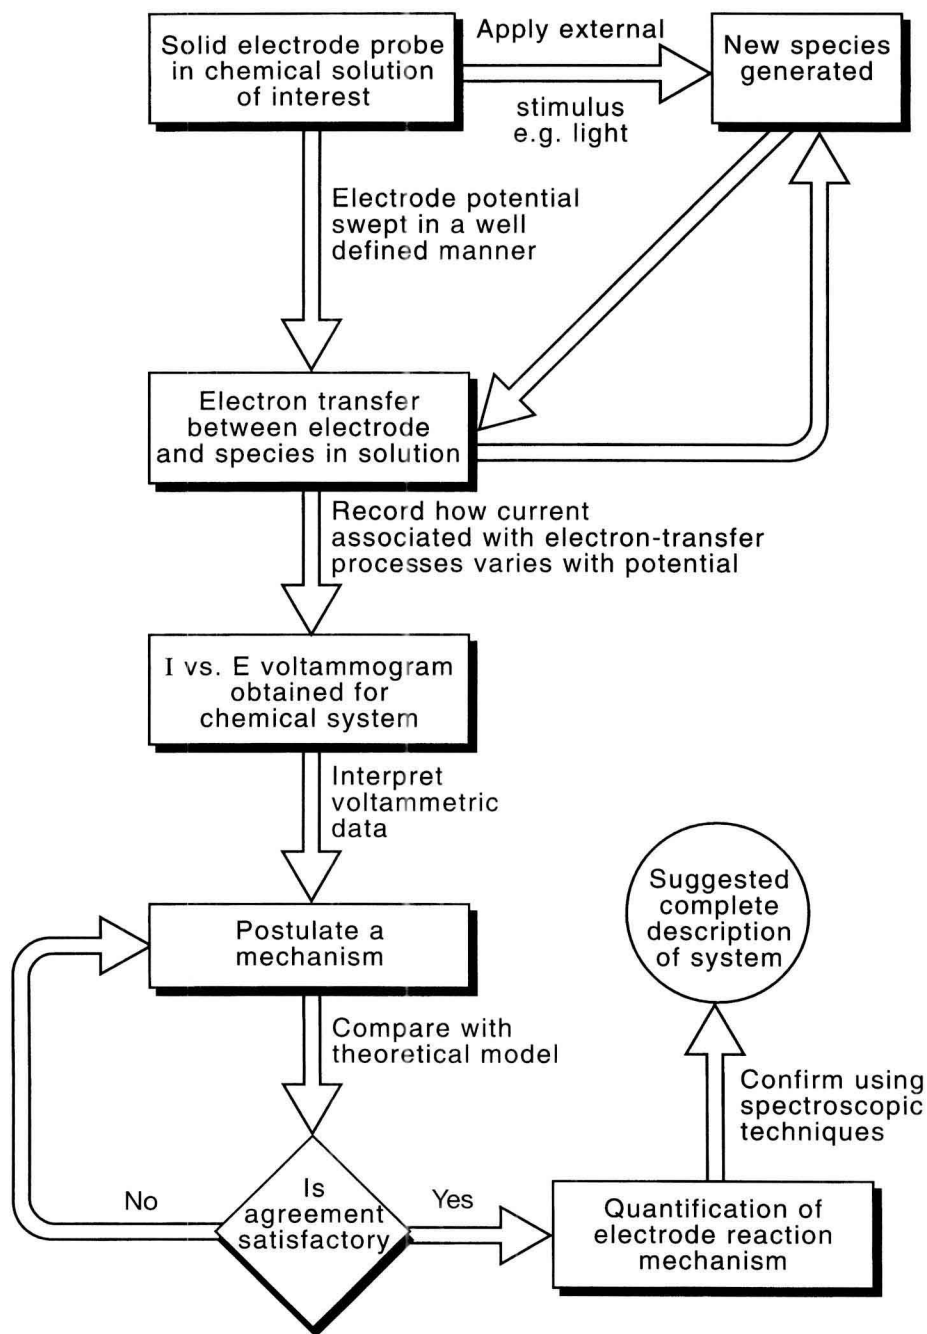 Solid electrode probe
in chemical solution
of interest
Apply external
stimulus
e.g. light
New species
generated
Electrode potential
swept in a well
defined manner
Electron transfer
between electrode
and species in solution
Record how current
associated with electron-transfer
processes varies with potential
I vs. E voltammogram
obtained for
chemical system
Interpret
voltammetric
data
Postulate a
mechanism
Compare with
theoretical model
Is
agreement
satisfactory
No
Yes
Quantification of
electrode reaction
mechanism
Confirm using
spectroscopic
techniques
Suggested
complete
description
of system